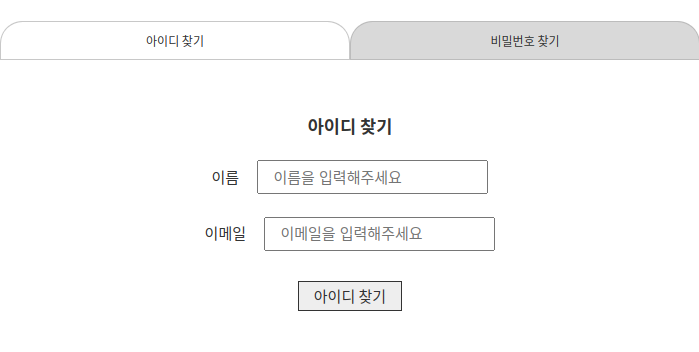 아이디 찾기
비밀번호 찾기
아이디 찾기
이름
이름을 입력해주세요
이메일
이메일을 입력해주세요
아이디 찾기